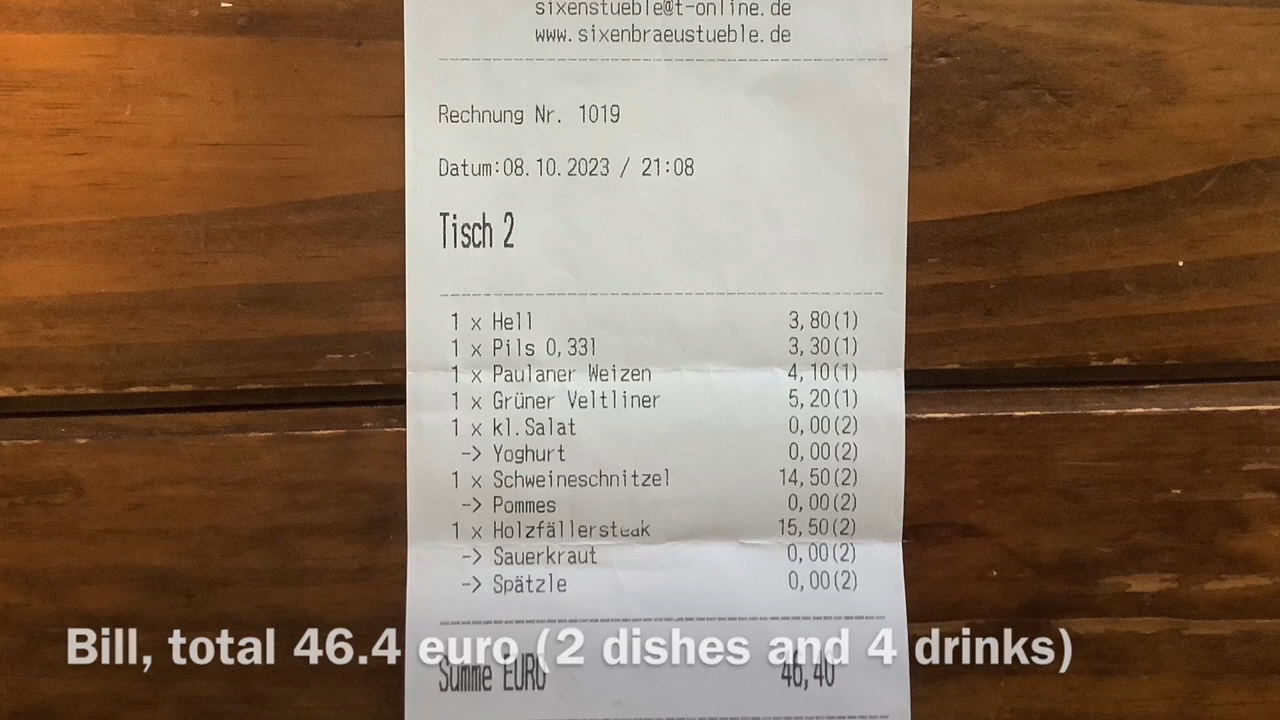 sixenstueble@t-online.de
www.sixenbraeustueble.de
Rechnung Nr. 1019
Datum:08.10.2023 / 21:08
Tisch 2
1 x Hell 3,80(1)
1 x Pils 0,33l 3,30(1)
1 x Paulaner Weizen 4,10(1)
1 x Grüner Veltliner 5,20(1)
1 x kl.Salat 0,00(2)
-> Yoghurt 0,00(2)
1 x Schweineschnitzel 14,50(2)
-> Pommes 0,00(2)
1 x Holzfällersteak 15,50(2)
-> Sauerkraut 0,00(2)
-> Spätzle 0,00(2)
Bill, total 46.4 euro (2 dishes and 4 drinks)
Summe EURO 46,40